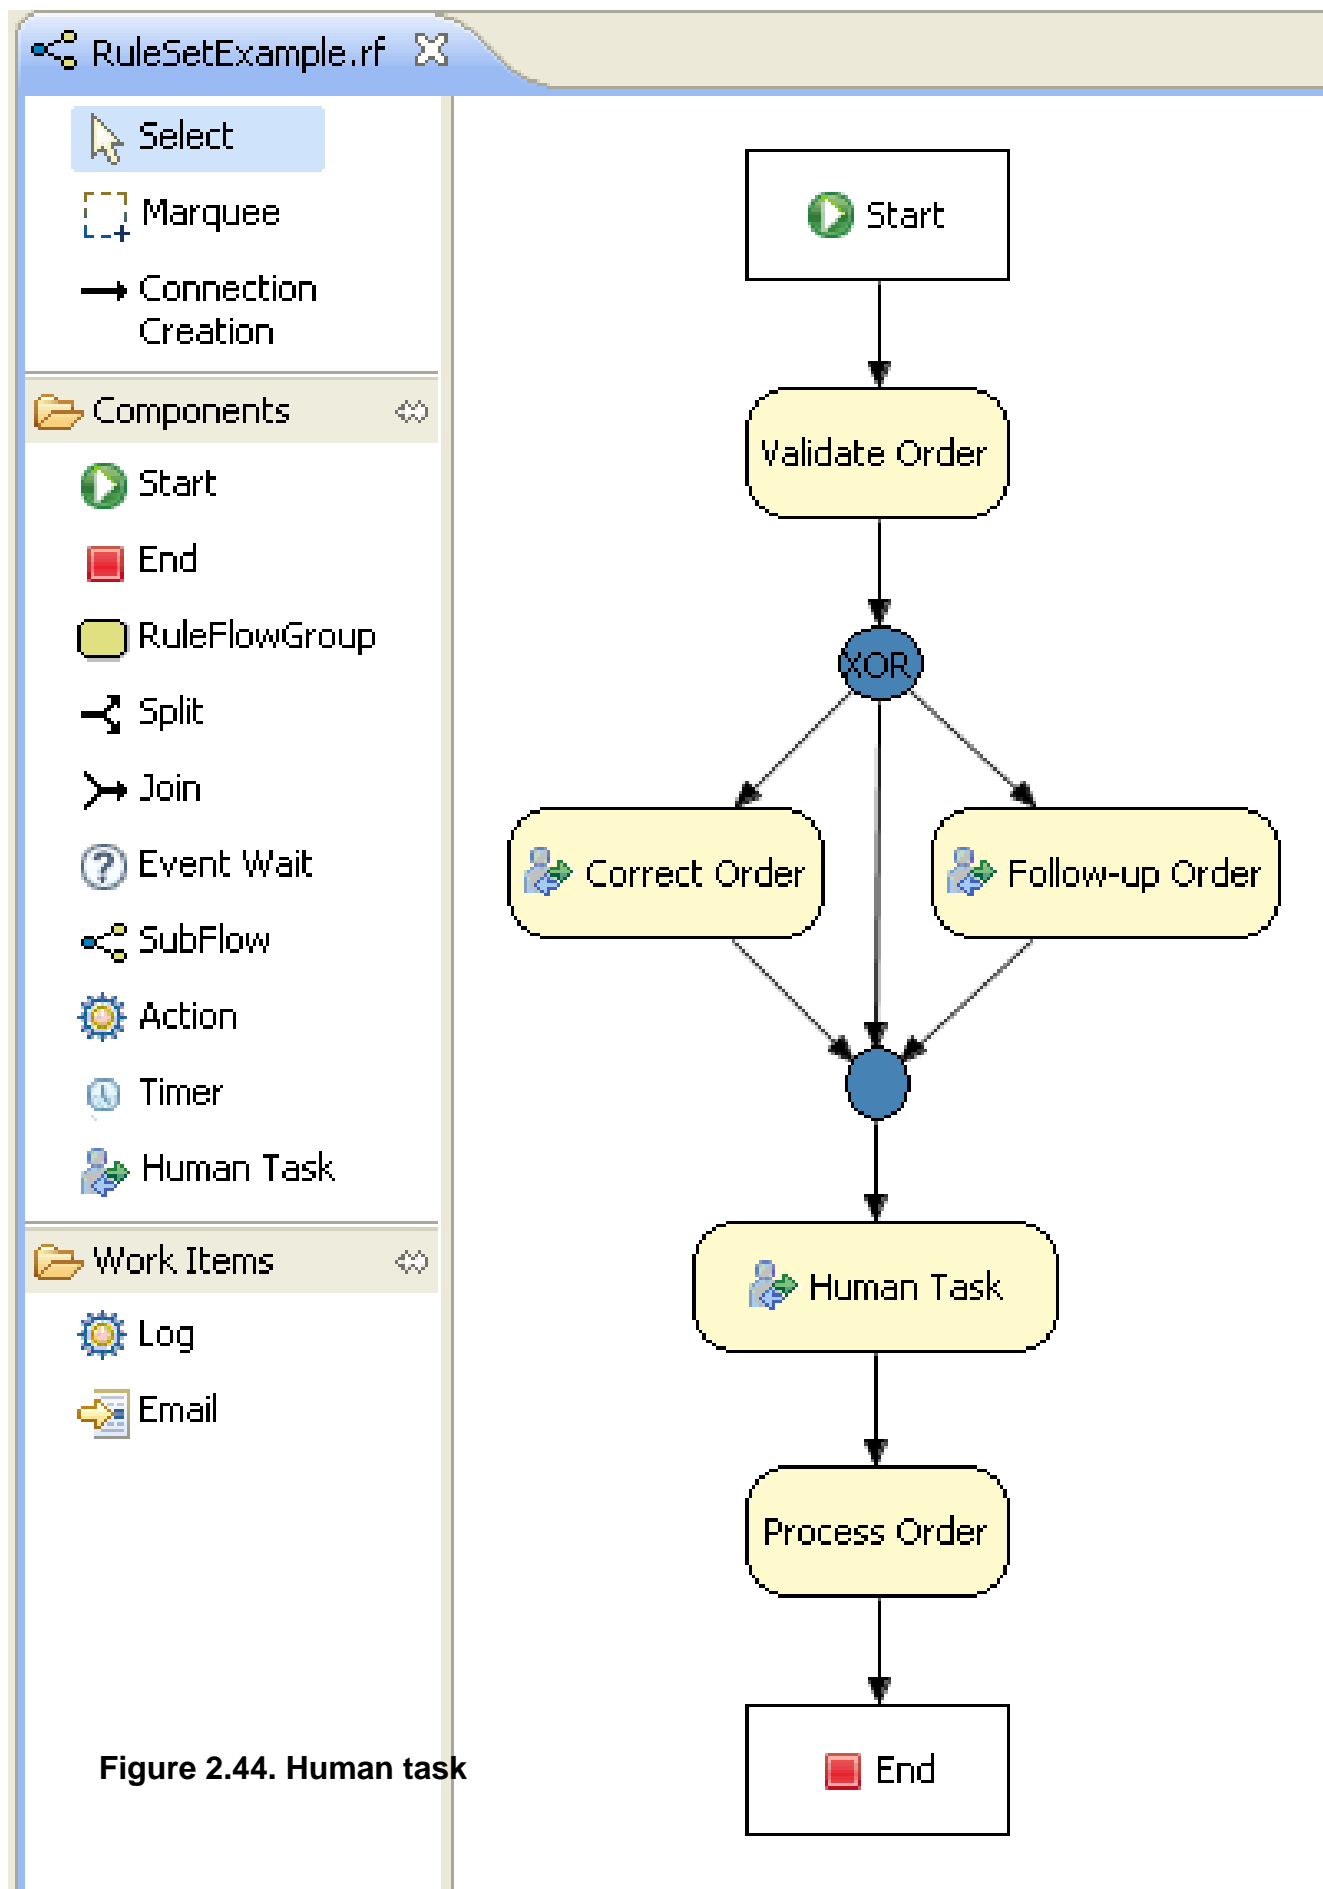 RuleSetExample.rf
Select
Marquee
Connection
Creation
Components
Start
End
RuleFlowGroup
Split
Join
Event Wait
SubFlow
Action
Timer
Human Task
Work Items
Log
Email
Start
Validate Order
XOR
Correct Order
Follow-up Order
Human Task
Process Order
End
Figure 2.44. Human task